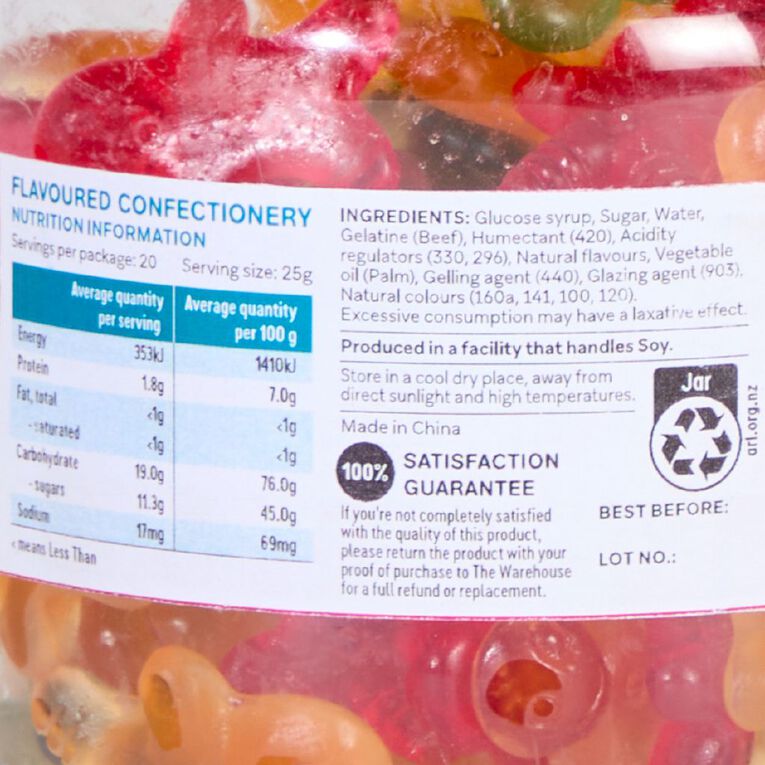 FLAVOURED CONFECTIONERY
NUTRITION INFORMATION
Servings per package: 20 Serving size: 25g
Average quantity per serving Average quantity per 100 g
Energy 353kJ 1410kJ
Protein 1.8g 7.0g
Fat, total <1g <1g
- saturated <1g <1g
Carbohydrate 19.0g 76.0g
- sugars 11.3g 45.0g
Sodium 17mg 69mg
< means Less Than
INGREDIENTS: Glucose syrup, Sugar, Water,
Gelatine (Beef), Humectant (420), Acidity
regulators (330, 296), Natural flavours, Vegetable
oil (Palm), Gelling agent (440), Glazing agent (903),
Natural colours (160a, 141, 100, 120).
Excessive consumption may have a laxative effect.
Produced in a facility that handles Soy.
Store in a cool dry place, away from
direct sunlight and high temperatures.
Made in China
100% SATISFACTION
GUARANTEE
If you're not completely satisfied
with the quality of this product,
please return the product with your
proof of purchase to The Warehouse
for a full refund or replacement.
Jar
arl.org.nz
BEST BEFORE:
LOT NO.: